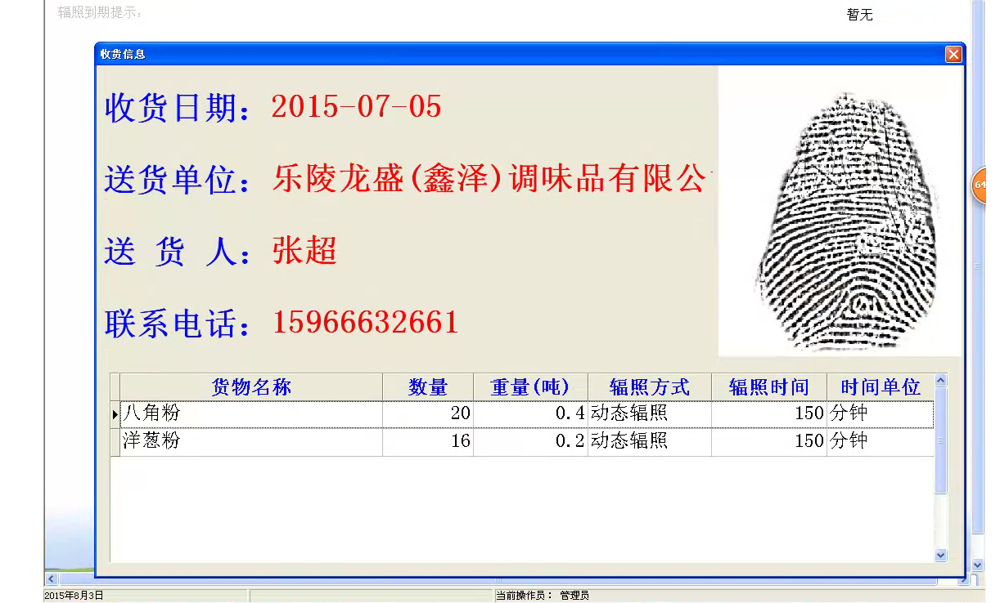 辐照到期提示：
暂无
收货信息
收货日期：2015-07-05
送货单位：乐陵龙盛(鑫泽)调味品有限公
64
送 货 人：张超
联系电话：15966632661
货物名称 数量 重量(吨) 辐照方式 辐照时间 时间单位
八角粉 20 0.4 动态辐照 150 分钟
洋葱粉 16 0.2 动态辐照 150 分钟
2015年8月3日 当前操作员： 管理员